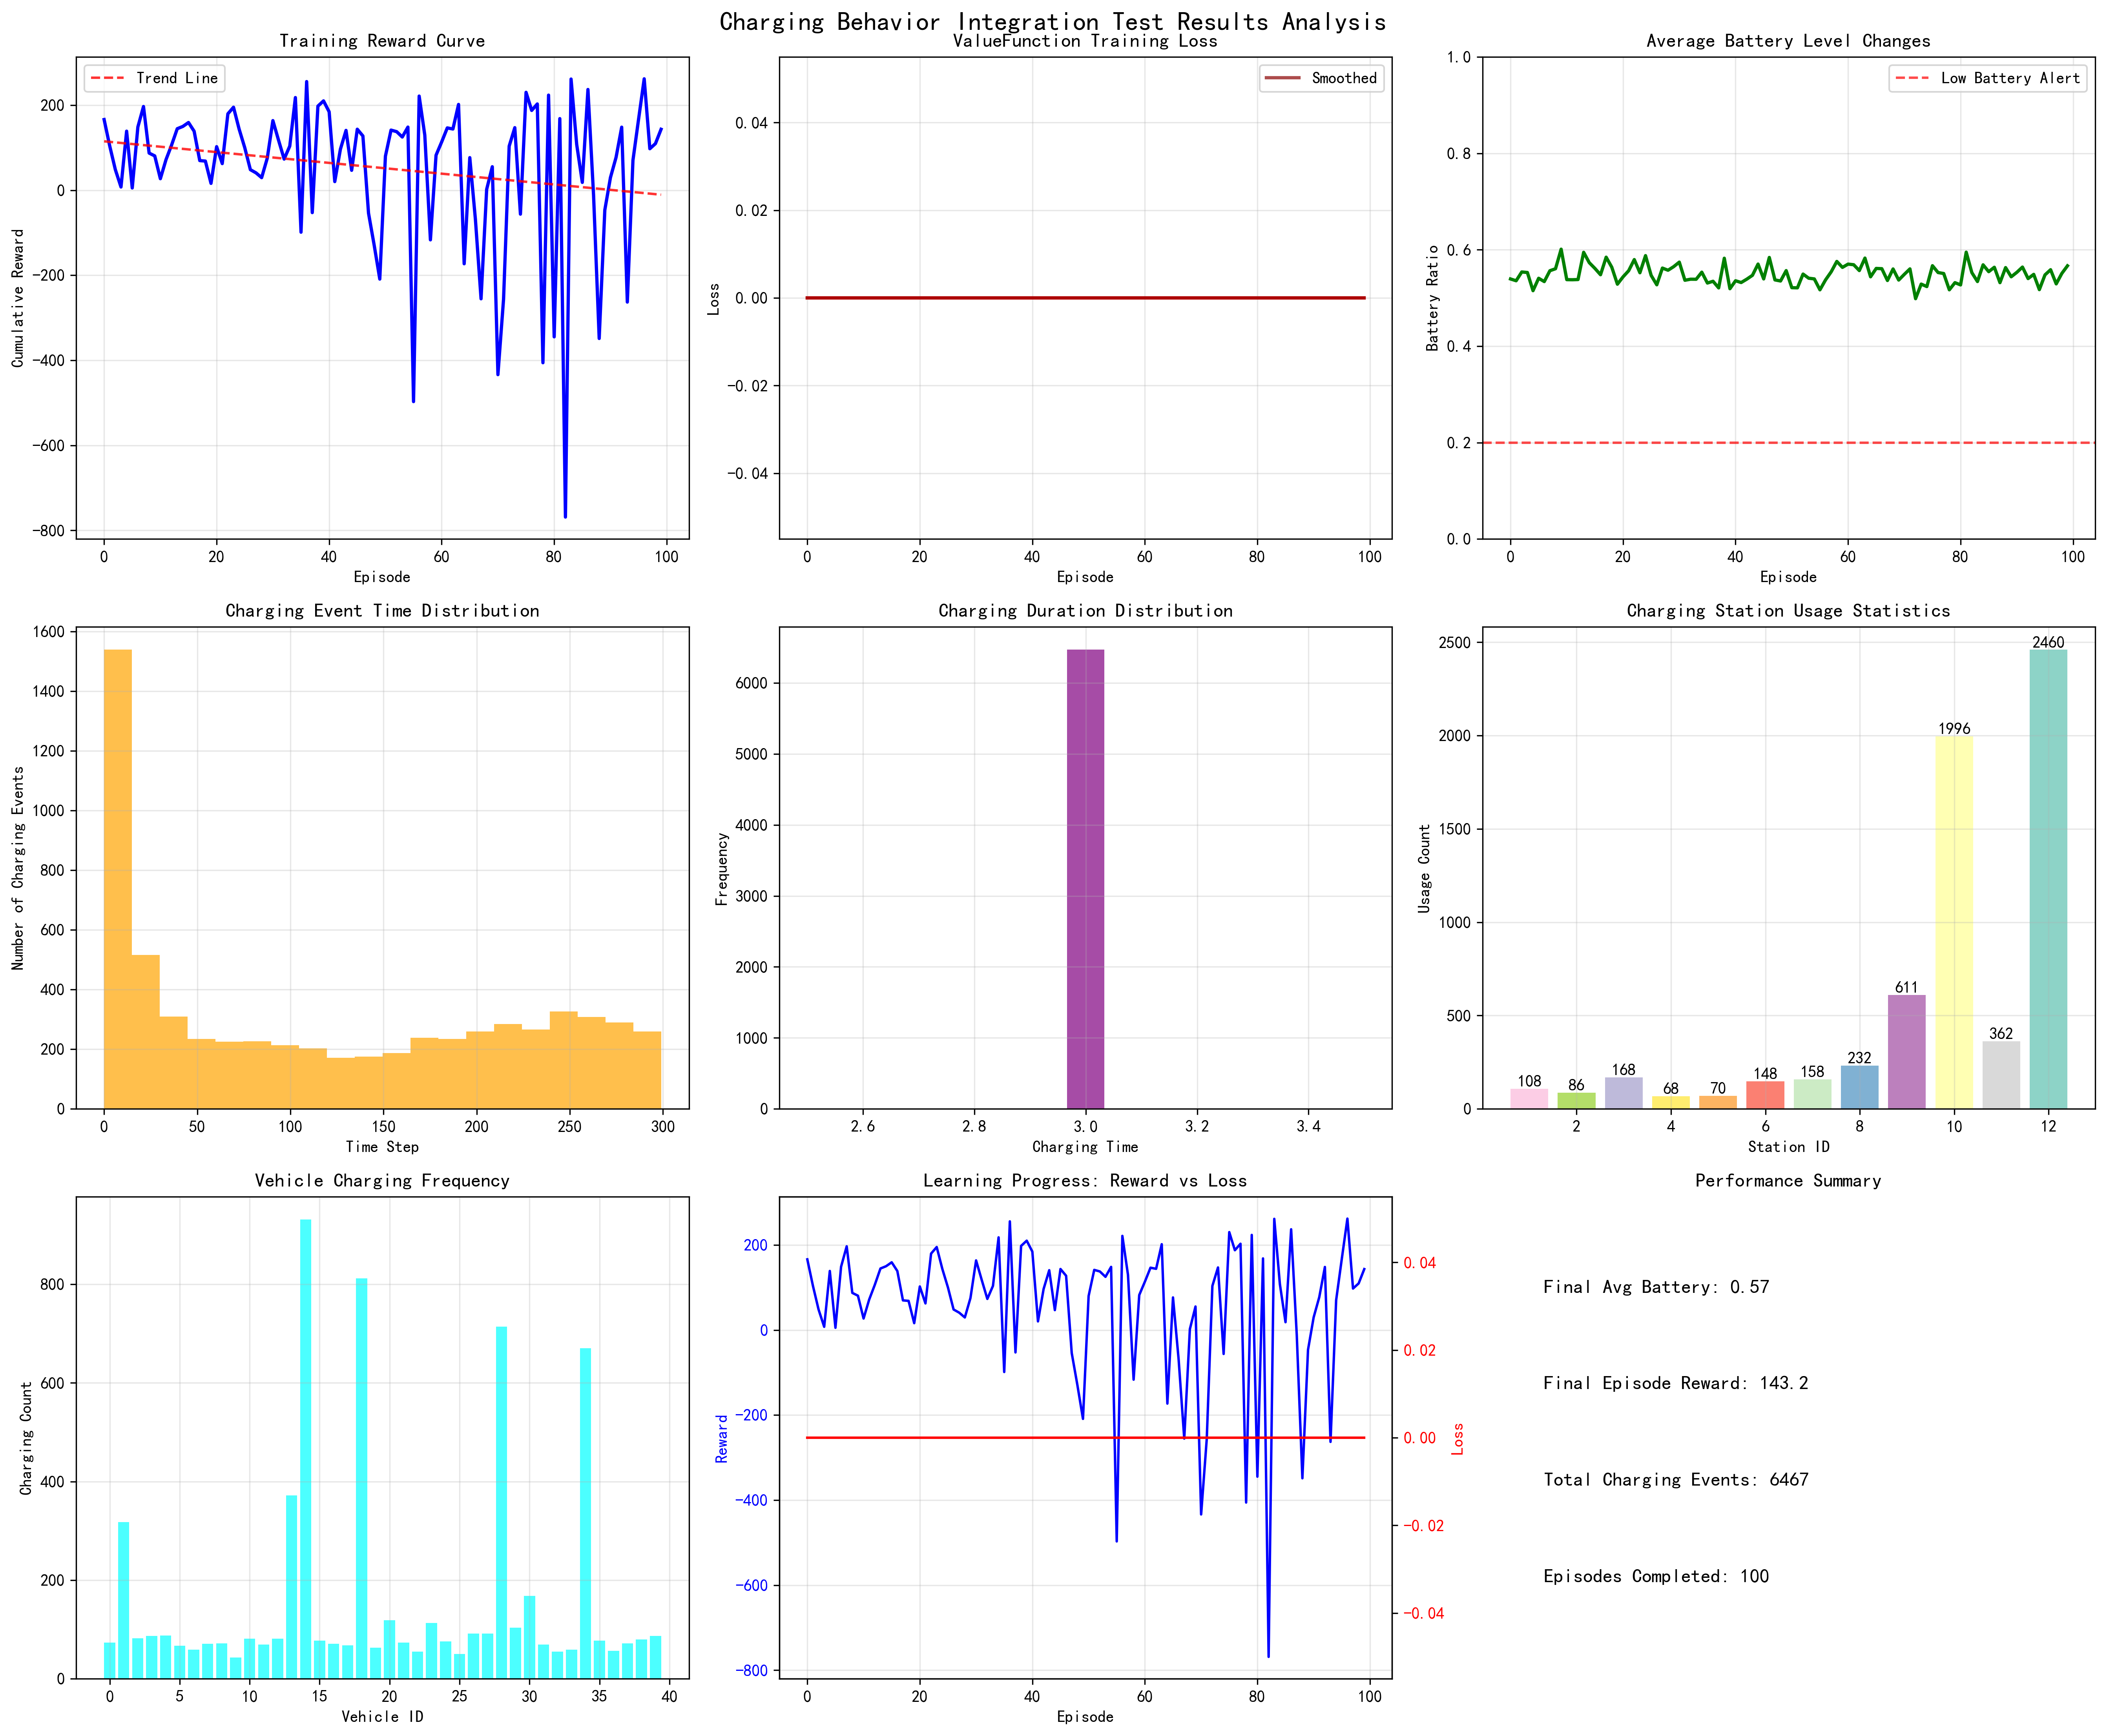 Charging Behavior Integration Test Results Analysis
Training Reward Curve
Trend Line
200
0
−200
−400
−600
−800
Cumulative Reward
0 20 40 60 80 100
Episode
ValueFunction Training Loss
Smoothed
0.04
0.02
0.00
−0.02
−0.04
Loss
0 20 40 60 80 100
Episode
Average Battery Level Changes
Low Battery Alert
1.0
0.8
0.6
0.4
0.2
0.0
Battery Ratio
0 20 40 60 80 100
Episode
Charging Event Time Distribution
1600
1400
1200
1000
800
600
400
200
0
Number of Charging Events
0 50 100 150 200 250 300
Time Step
Charging Duration Distribution
6000
5000
4000
3000
2000
1000
0
Frequency
2.6 2.8 3.0 3.2 3.4
Charging Time
Charging Station Usage Statistics
2500
2000
1500
1000
500
0
Usage Count
108 86 168 68 70 148 158 232 611 1996 362 2460
2 4 6 8 10 12
Station ID
Vehicle Charging Frequency
800
600
400
200
0
Charging Count
0 5 10 15 20 25 30 35 40
Vehicle ID
Learning Progress: Reward vs Loss
200
0
−200
−400
−600
−800
Reward
0.04
0.02
0.00
−0.02
−0.04
Loss
0 20 40 60 80 100
Episode
Performance Summary
Final Avg Battery: 0.57
Final Episode Reward: 143.2
Total Charging Events: 6467
Episodes Completed: 100